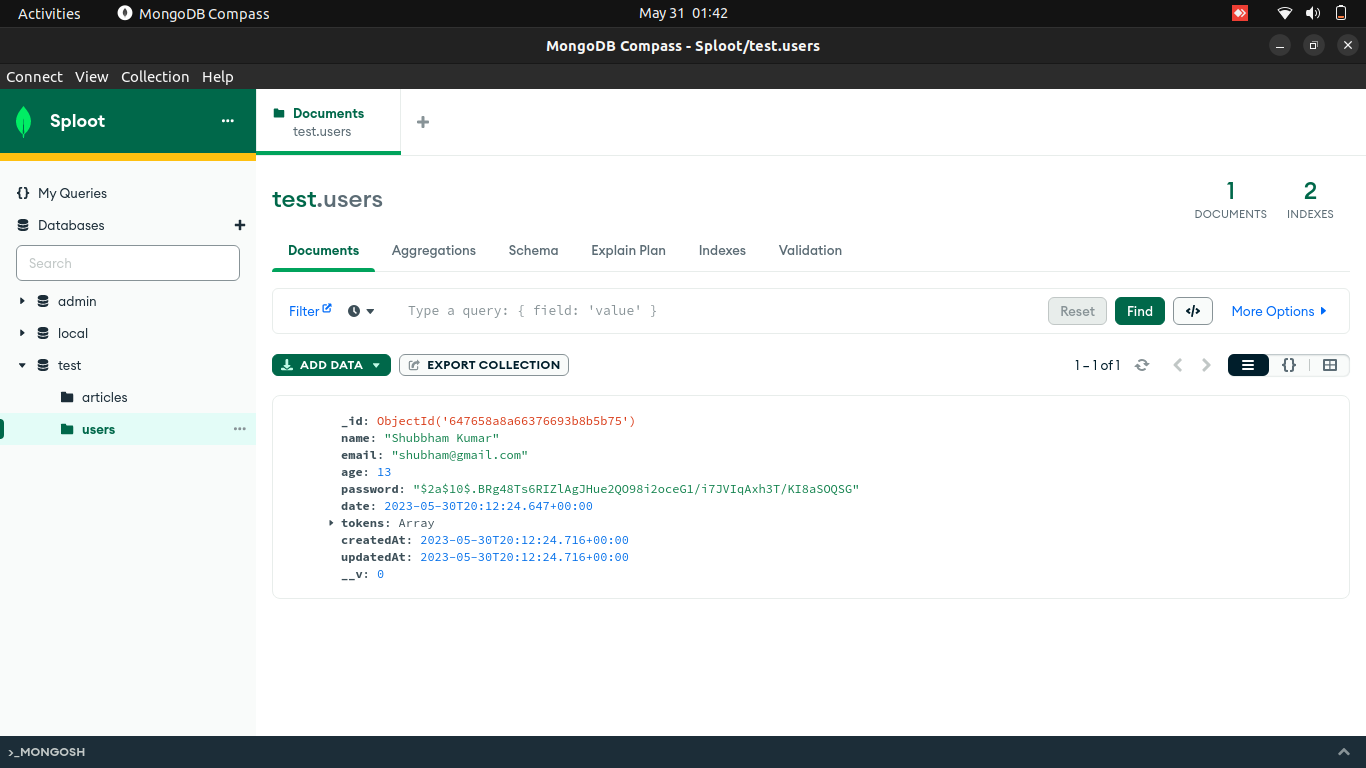 Activities MongoDB Compass May 31 01:42
MongoDB Compass - Sploot/test.users
Connect View Collection Help
Sploot
Documents
test.users
My Queries
Databases
Search
admin
local
test
articles
users
test.users
1 DOCUMENTS
2 INDEXES
Documents Aggregations Schema Explain Plan Indexes Validation
Filter Type a query: { field: 'value' } Reset Find </> More Options
ADD DATA EXPORT COLLECTION 1 – 1 of 1 {}
_id: ObjectId('647658a8a66376693b8b5b75')
name: "Shubbham Kumar"
email: "shubham@gmail.com"
age: 13
password: "$2a$10$.BRg48Ts6RIZlAgJHue2QO98i2oceG1/i7JVIqAxh3T/KI8aSOQSG"
date: 2023-05-30T20:12:24.647+00:00
tokens: Array
createdAt: 2023-05-30T20:12:24.716+00:00
updatedAt: 2023-05-30T20:12:24.716+00:00
__v: 0
>_MONGOSH